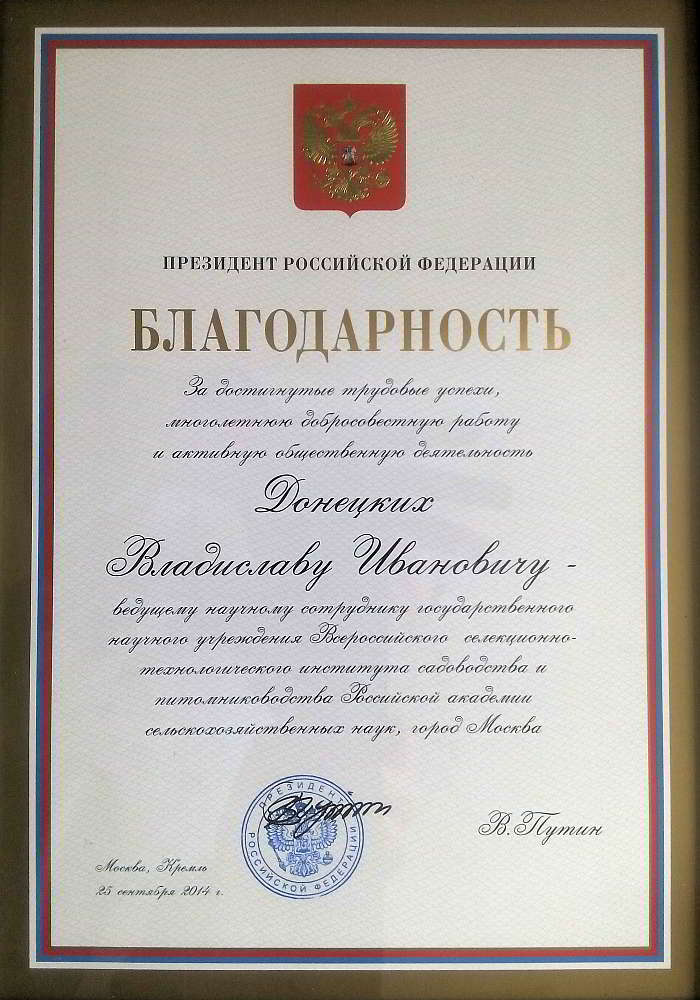 ПРЕЗИДЕНТ РОССИЙСКОЙ ФЕДЕРАЦИИ
БЛАГОДАРНОСТЬ
За достигнутые трудовые успехи,
многолетнюю добросовестную работу
и активную общественную деятельность
Донецких
Владиславу Ивановичу -
ведущему научному сотруднику государственного
научного учреждения Всероссийского селекционно-
технологического института садоводства и
питомниководства Российской академии
сельскохозяйственных наук, город Москва
ПРЕЗИДЕНТ
РОССИЙСКОЙ ФЕДЕРАЦИИ
В.Путин
Москва, Кремль
25 сентября 2014 г.